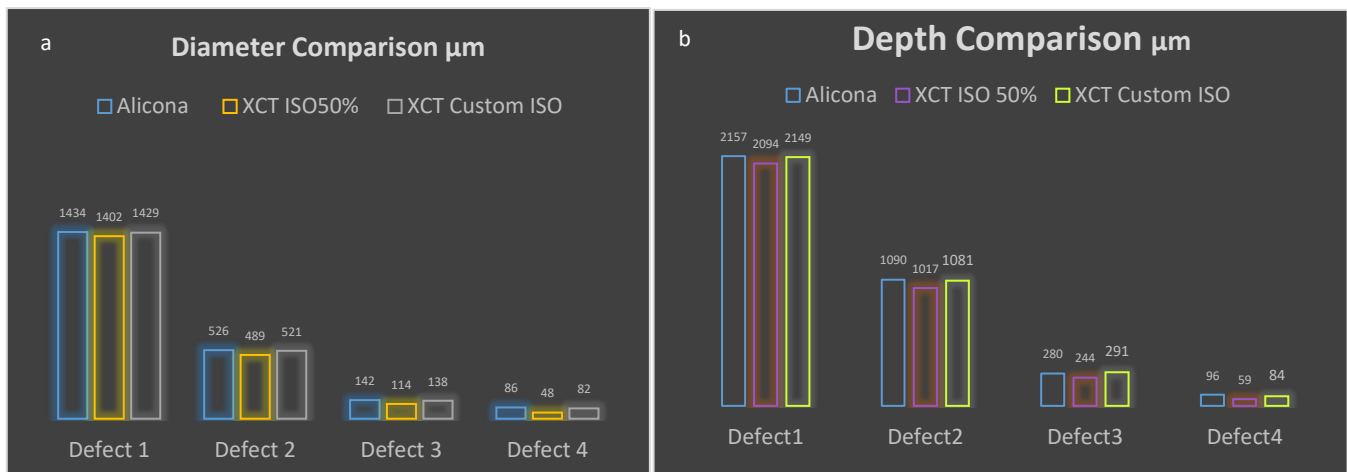 a
Diameter Comparison µm
Alicona XCT ISO50% XCT Custom ISO
1434 1402 1429
526 489 521
142 114 138
86 48 82
Defect 1 Defect 2 Defect 3 Defect 4
b
Depth Comparison µm
Alicona XCT ISO 50% XCT Custom ISO
2157 2094 2149
1090 1017 1081
280 244 291
96 59 84
Defect1 Defect2 Defect3 Defect4